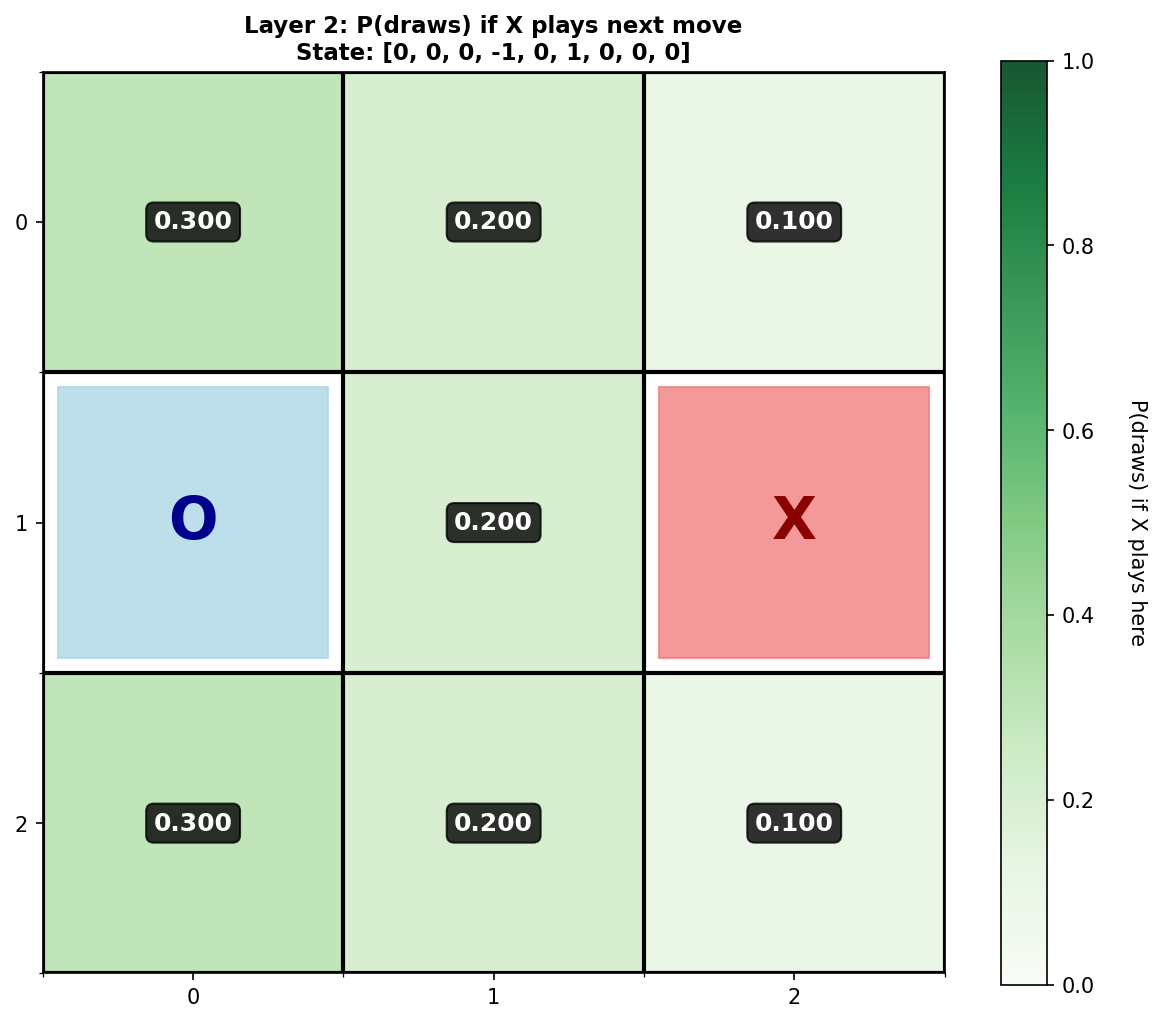 Layer 2: P(draws) if X plays next move
State: [0, 0, 0, -1, 0, 1, 0, 0, 0]
0.300 0.200 0.100
O 0.200 X
0.300 0.200 0.100
0
1
2
0 1 2
1.0
0.8
0.6
0.4
0.2
0.0
P(draws) if X plays here